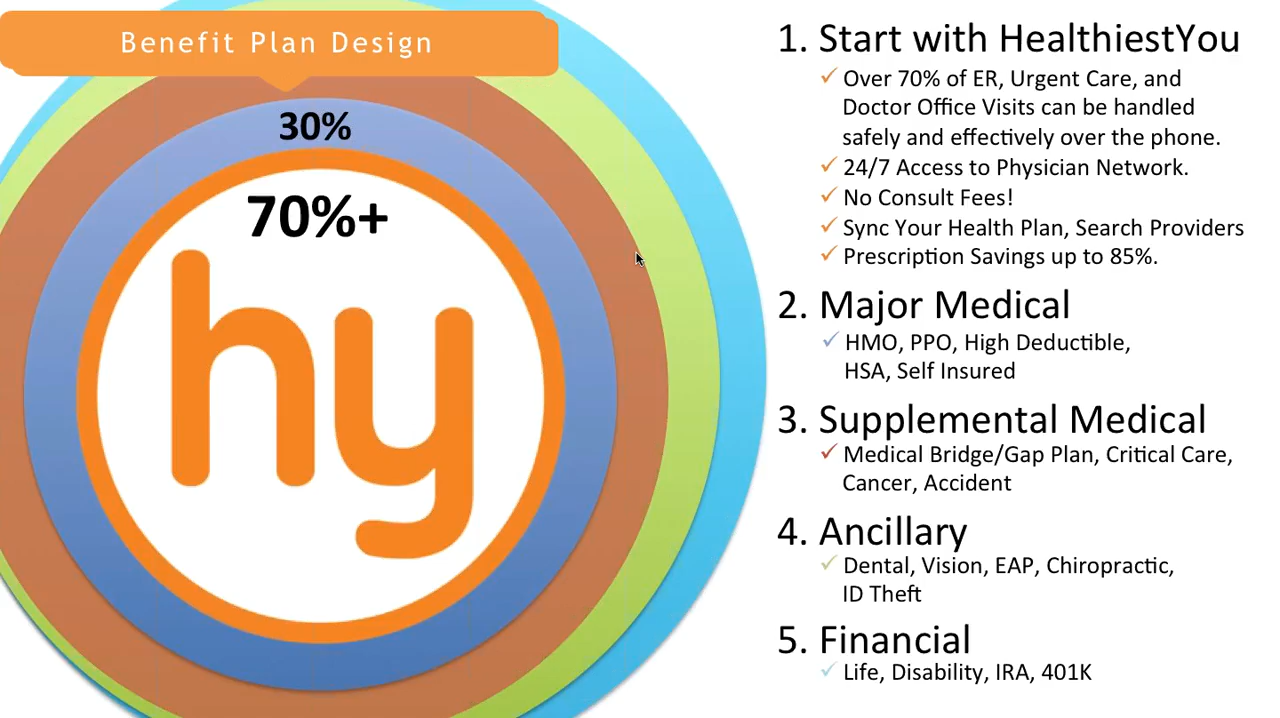 Benefit Plan Design
30%
70%+
hy
1. Start with HealthiestYou
✓ Over 70% of ER, Urgent Care, and
Doctor Office Visits can be handled
safely and effectively over the phone.
✓ 24/7 Access to Physician Network.
✓ No Consult Fees!
✓ Sync Your Health Plan, Search Providers
✓ Prescription Savings up to 85%.
2. Major Medical
✓ HMO, PPO, High Deductible,
HSA, Self Insured
3. Supplemental Medical
✓ Medical Bridge/Gap Plan, Critical Care,
Cancer, Accident
4. Ancillary
✓ Dental, Vision, EAP, Chiropractic,
ID Theft
5. Financial
✓ Life, Disability, IRA, 401K